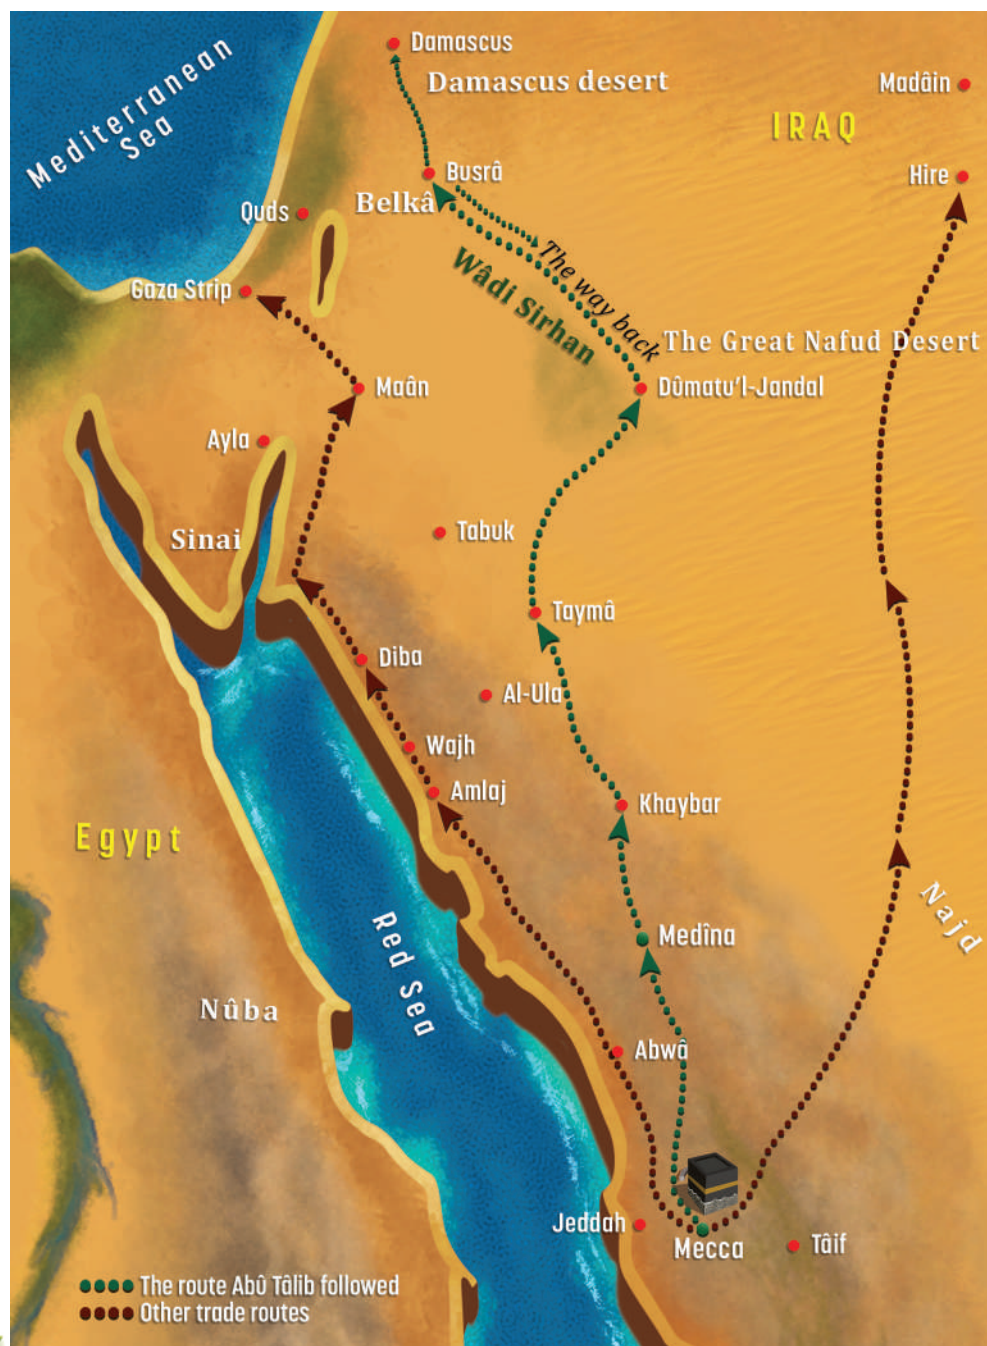 Damascus
Damascus desert
Mediterranean
Sea
Madâin
IRAQ
Busrâ
Hire
Belkâ
Quds
The way back
Wâdi Sirhan
Gaza Strip
The Great Nafud Desert
Maân
Dûmatu'l-Jandal
Ayla
Sinai
Tabuk
Taymâ
Diba
Al-Ula
Wajh
Amlaj
Khaybar
Egypt
Najd
Red Sea
Medîna
Nûba
Abwâ
Jeddah
Mecca
Tâif
The route Abû Tâlib followed
Other trade routes